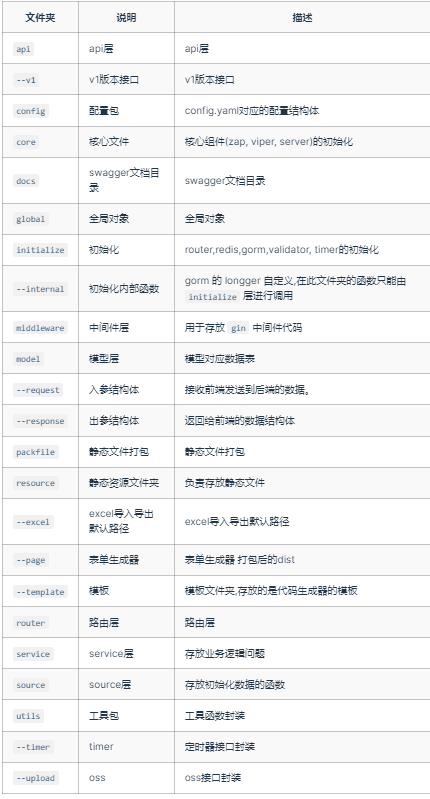 文件夹 说明 描述
api api层 api层
--v1 v1版本接口 v1版本接口
config 配置包 config.yaml对应的配置结构体
core 核心文件 核心组件(zap, viper, server)的初始化
docs swagger文档目录 swagger文档目录
global 全局对象 全局对象
initialize 初始化 router,redis,gorm,validator, timer的初始化
--internal 初始化内部函数 gorm 的 longger 自定义,在此文件夹的函数只能由
initialize 层进行调用
middleware 中间件层 用于存放 gin 中间件代码
model 模型层 模型对应数据表
--request 入参结构体 接收前端发送到后端的数据。
--response 出参结构体 返回给前端的数据结构体
packfile 静态文件打包 静态文件打包
resource 静态资源文件夹 负责存放静态文件
--excel excel导入导出默认路径 excel导入导出默认路径
--page 表单生成器 表单生成器 打包后的dist
--template 模板 模板文件夹,存放的是代码生成器的模板
router 路由层 路由层
service service层 存放业务逻辑问题
source source层 存放初始化数据的函数
utils 工具包 工具函数封装
--timer timer 定时器接口封装
--upload oss oss接口封装